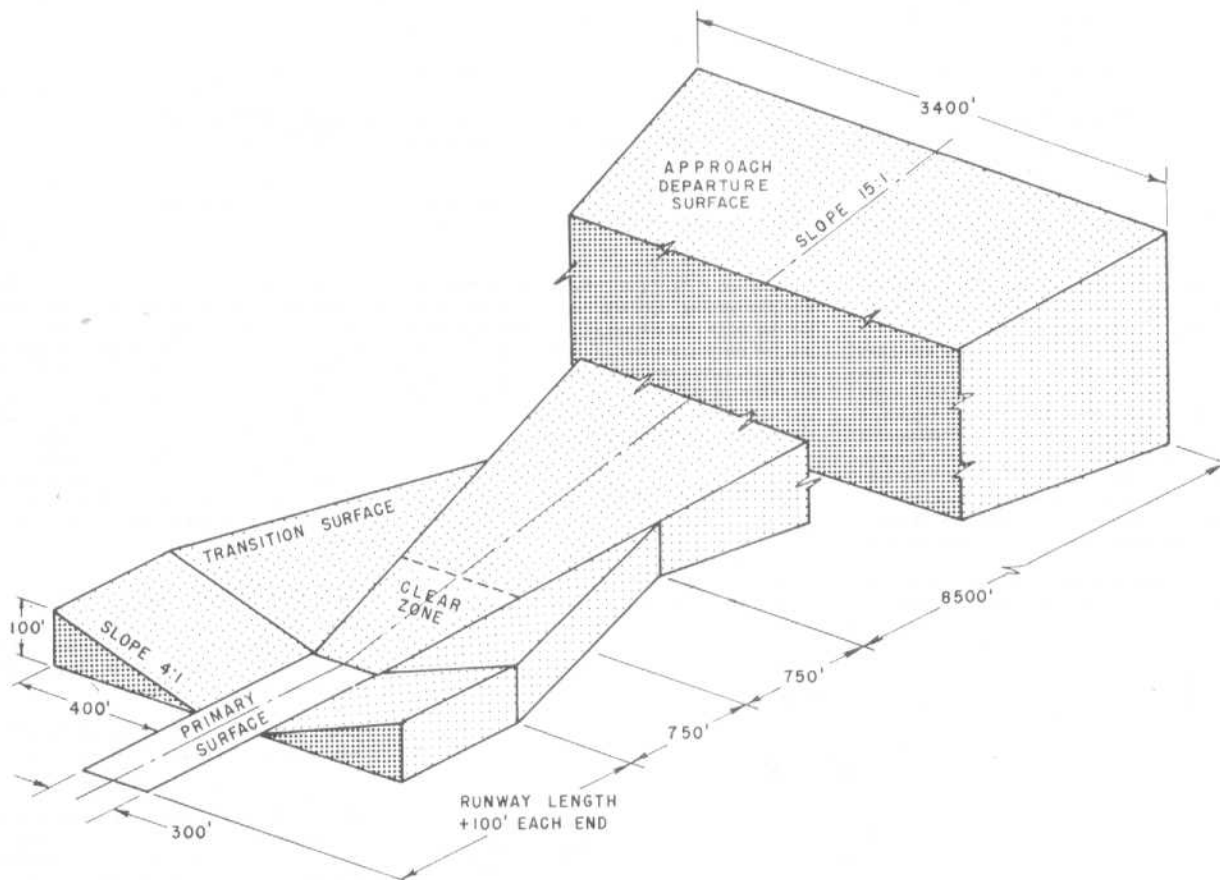 3400'
APPROACH
DEPARTURE
SURFACE
SLOPE 15:1
TRANSITION SURFACE
CLEAR
ZONE
100'
SLOPE 4:1
8500'
400'
PRIMARY
SURFACE
750'
750'
RUNWAY LENGTH
+100' EACH END
300'